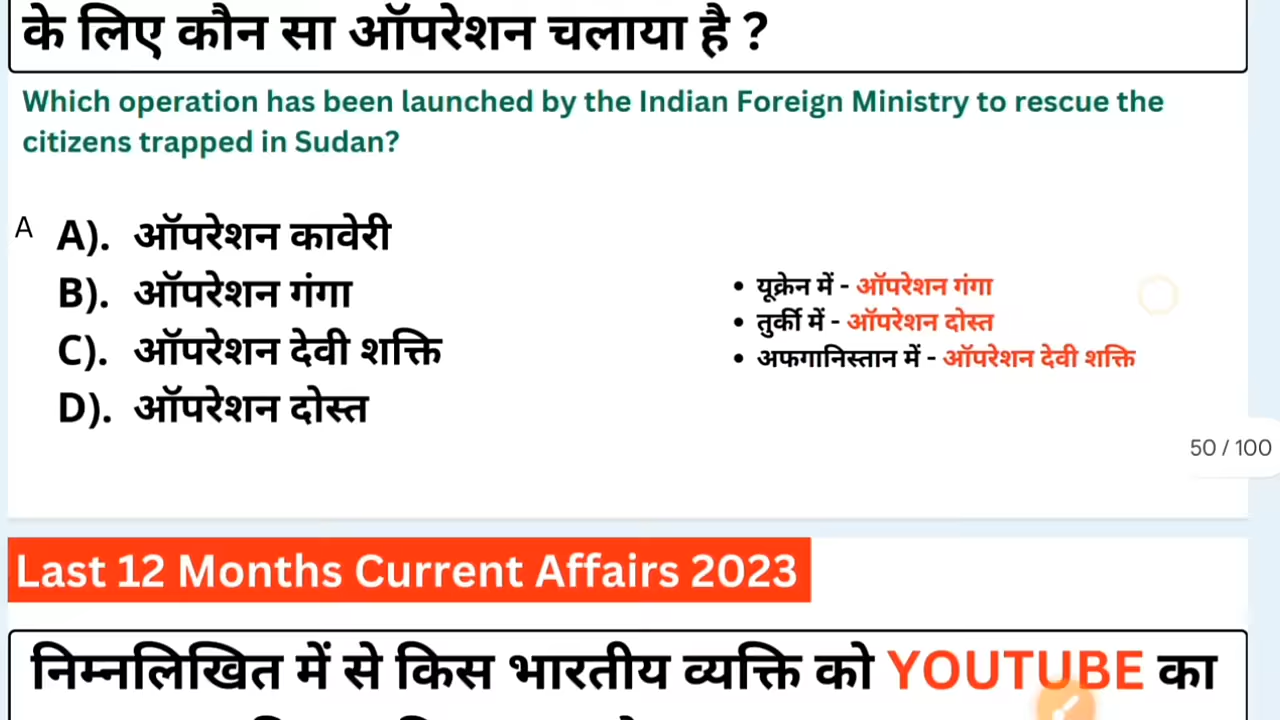 के लिए कौन सा ऑपरेशन चलाया है ?
Which operation has been launched by the Indian Foreign Ministry to rescue the
citizens trapped in Sudan?
A A). ऑपरेशन कावेरी
B). ऑपरेशन गंगा
C). ऑपरेशन देवी शक्ति
D). ऑपरेशन दोस्त
• यूक्रेन में - ऑपरेशन गंगा
• तुर्की में - ऑपरेशन दोस्त
• अफगानिस्तान में - ऑपरेशन देवी शक्ति
50 / 100
Last 12 Months Current Affairs 2023
निम्नलिखित में से किस भारतीय व्यक्ति को YOUTUBE का